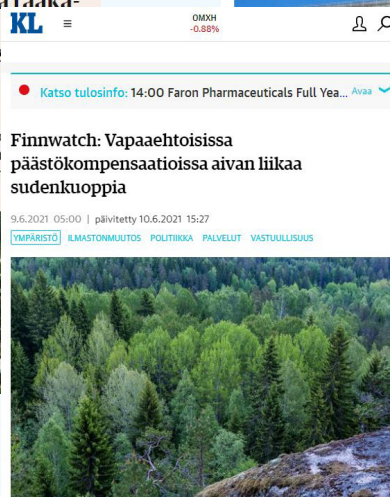 KL
OMXH
-0.88%
Katso tulosinfo: 14:00 Faron Pharmaceuticals Full Yea... Avaa
Finnwatch: Vapaaehtoisissa
päästökompensaatioissa aivan liikaa
sudenkuoppia
9.6.2021 05:00 | päivitetty 10.6.2021 15:27
YMPÄRISTÖ ILMASTONMUUTOS POLITIIKKA PALVELUT VASTUULLISUUS